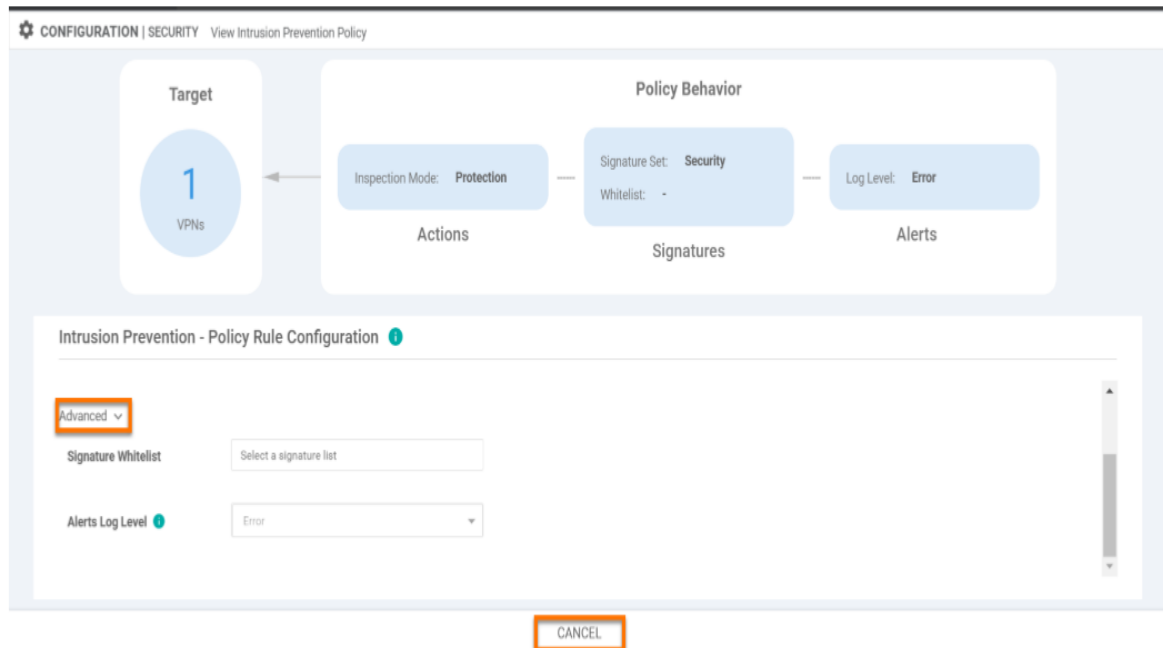 CONFIGURATION | SECURITY View Intrusion Prevention Policy
Target
Policy Behavior
1
VPNs
Inspection Mode: Protection
Actions
Signature Set: Security
Whitelist: -
Signatures
Log Level: Error
Alerts
Intrusion Prevention - Policy Rule Configuration i
Advanced
Signature Whitelist Select a signature list
Alerts Log Level i Error
CANCEL